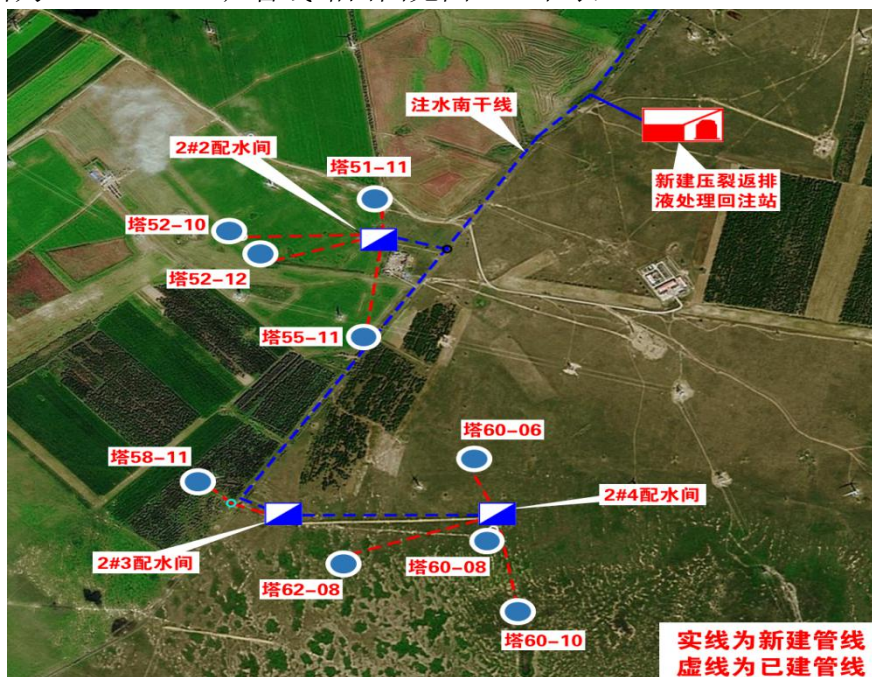 注水南干线
2#2配水间
塔51-11
新建压裂返排
液处理回注站
塔52-10
塔52-12
塔55-11
塔60-06
塔58-11
2#4配水间
2#3配水间
塔60-08
塔62-08
塔60-10
实线为新建管线
虚线为已建管线